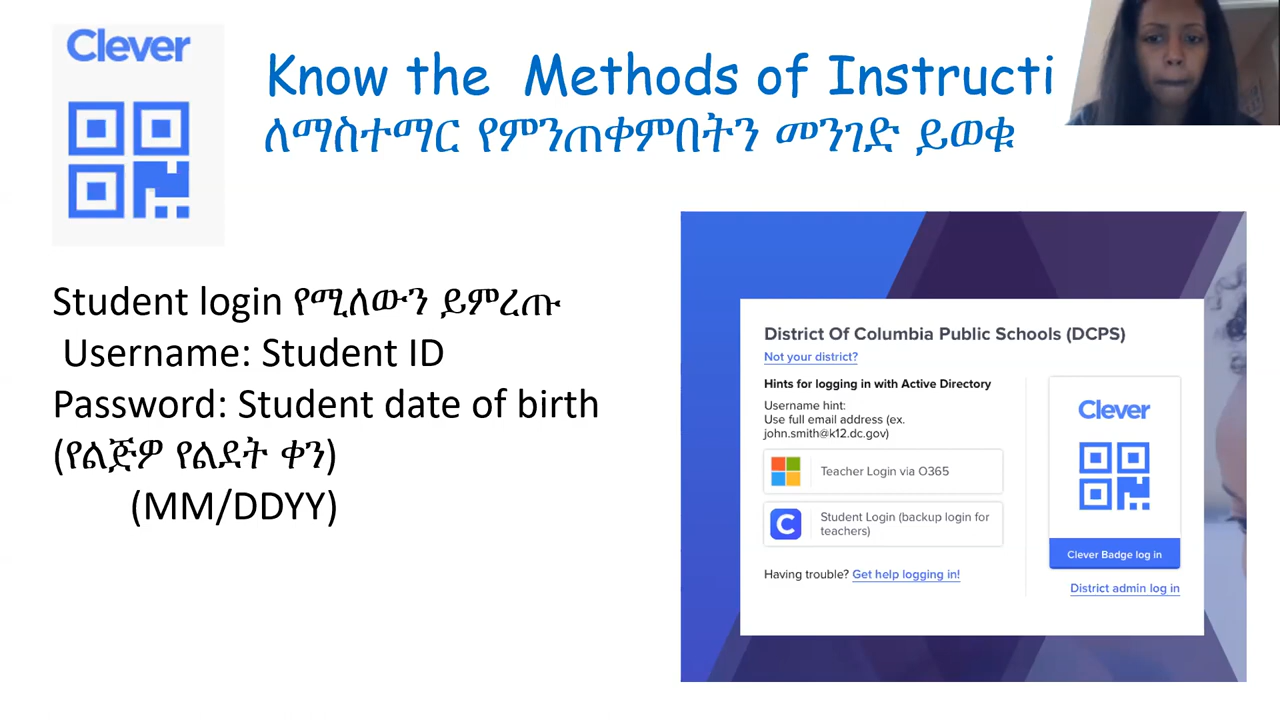 Clever
Know the Methods of Instructi
ለማስተማር የምንጠቀምበትን መንገድ ይወቁ
Student login የሚለውን ይምረጡ
Username: Student ID
Password: Student date of birth
(የልጅዎ የልደት ቀን)
(MM/DDYY)
District Of Columbia Public Schools (DCPS)
Not your district?
Hints for logging in with Active Directory
Username hint:
Use full email address (ex.
john.smith@k12.dc.gov)
Teacher Login via O365
C
Student Login (backup login for
teachers)
Having trouble? Get help logging in!
Clever
Clever Badge log in
District admin log in